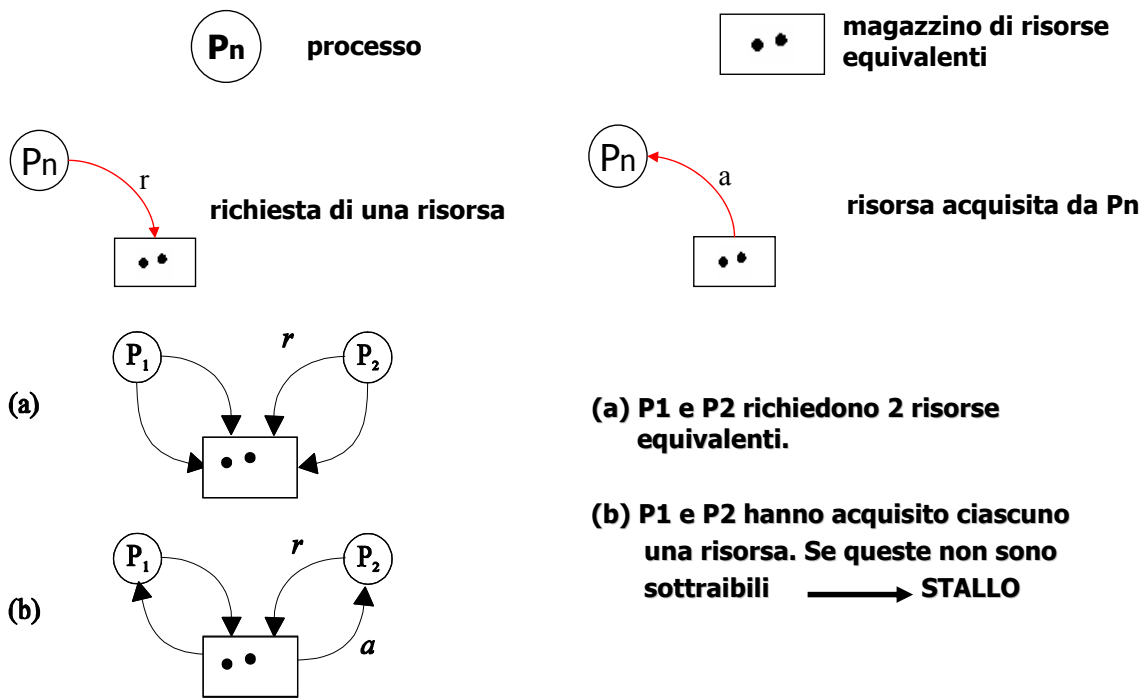 Pn
processo
magazzino di risorse
equivalenti
Pn
r
richiesta di una risorsa
Pn
a
risorsa acquisita da Pn
(a)
P1
r
P2
(a) P1 e P2 richiedono 2 risorse
equivalenti.
(b)
P1
r
P2
a
(b) P1 e P2 hanno acquisito ciascuno
una risorsa. Se queste non sono
sottraibili STALLO